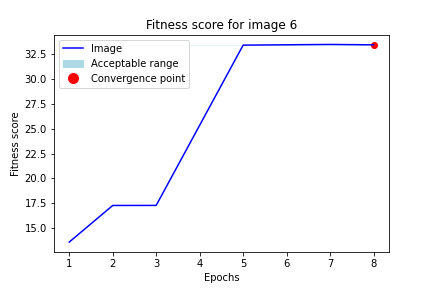 Fitness score for image 6
Image
Acceptable range
Convergence point
Fitness score
32.5
30.0
27.5
25.0
22.5
20.0
17.5
15.0
1 2 3 4 5 6 7 8
Epochs